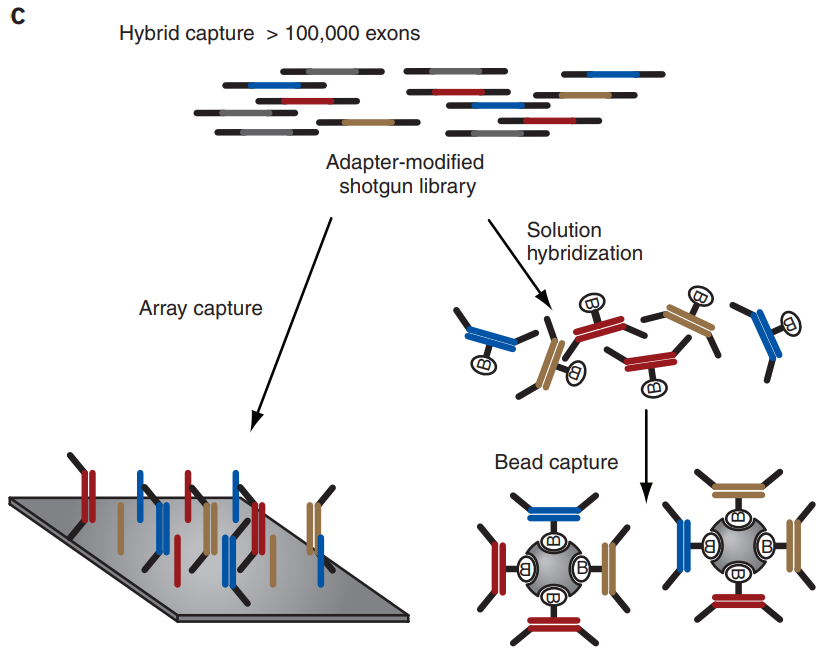 C
Hybrid capture > 100,000 exons
Adapter-modified
shotgun library
Solution
hybridization
Array capture
B
B
B
B
B
B
Bead capture
B
B
B
B
B
B
B
B